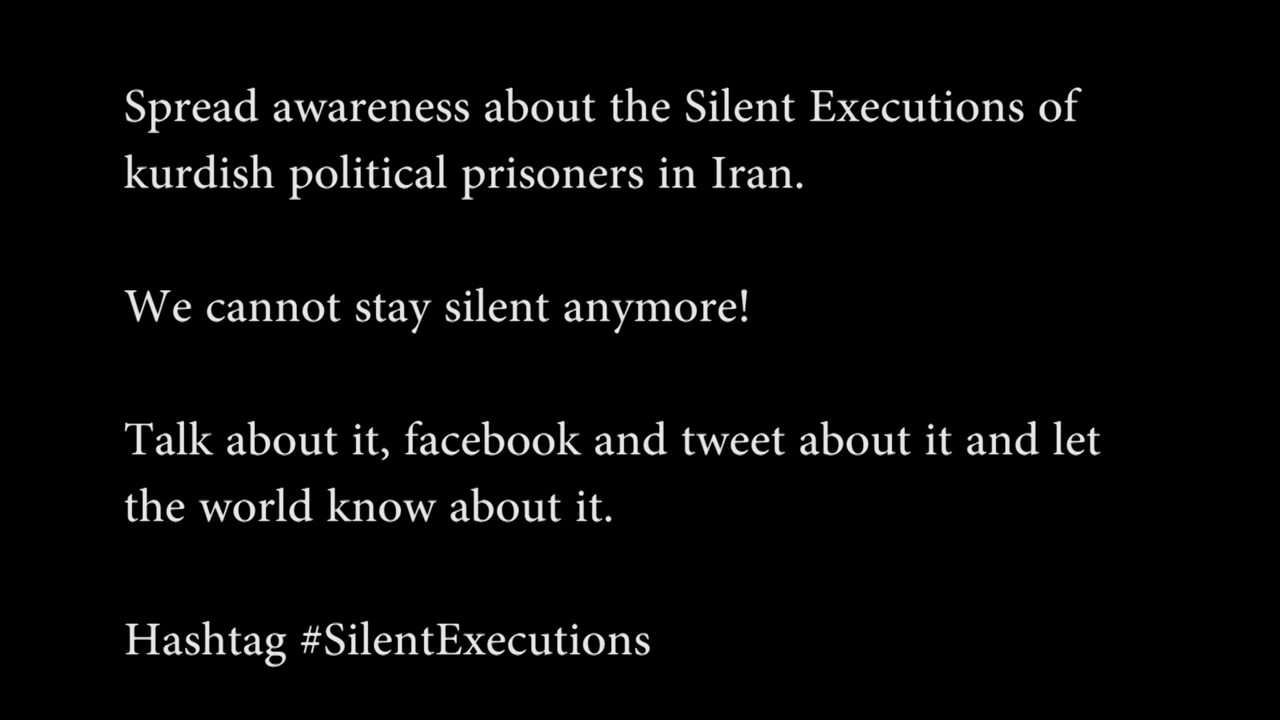 Spread awareness about the Silent Executions of
kurdish political prisoners in Iran.
We cannot stay silent anymore!
Talk about it, facebook and tweet about it and let
the world know about it.
Hashtag #SilentExecutions